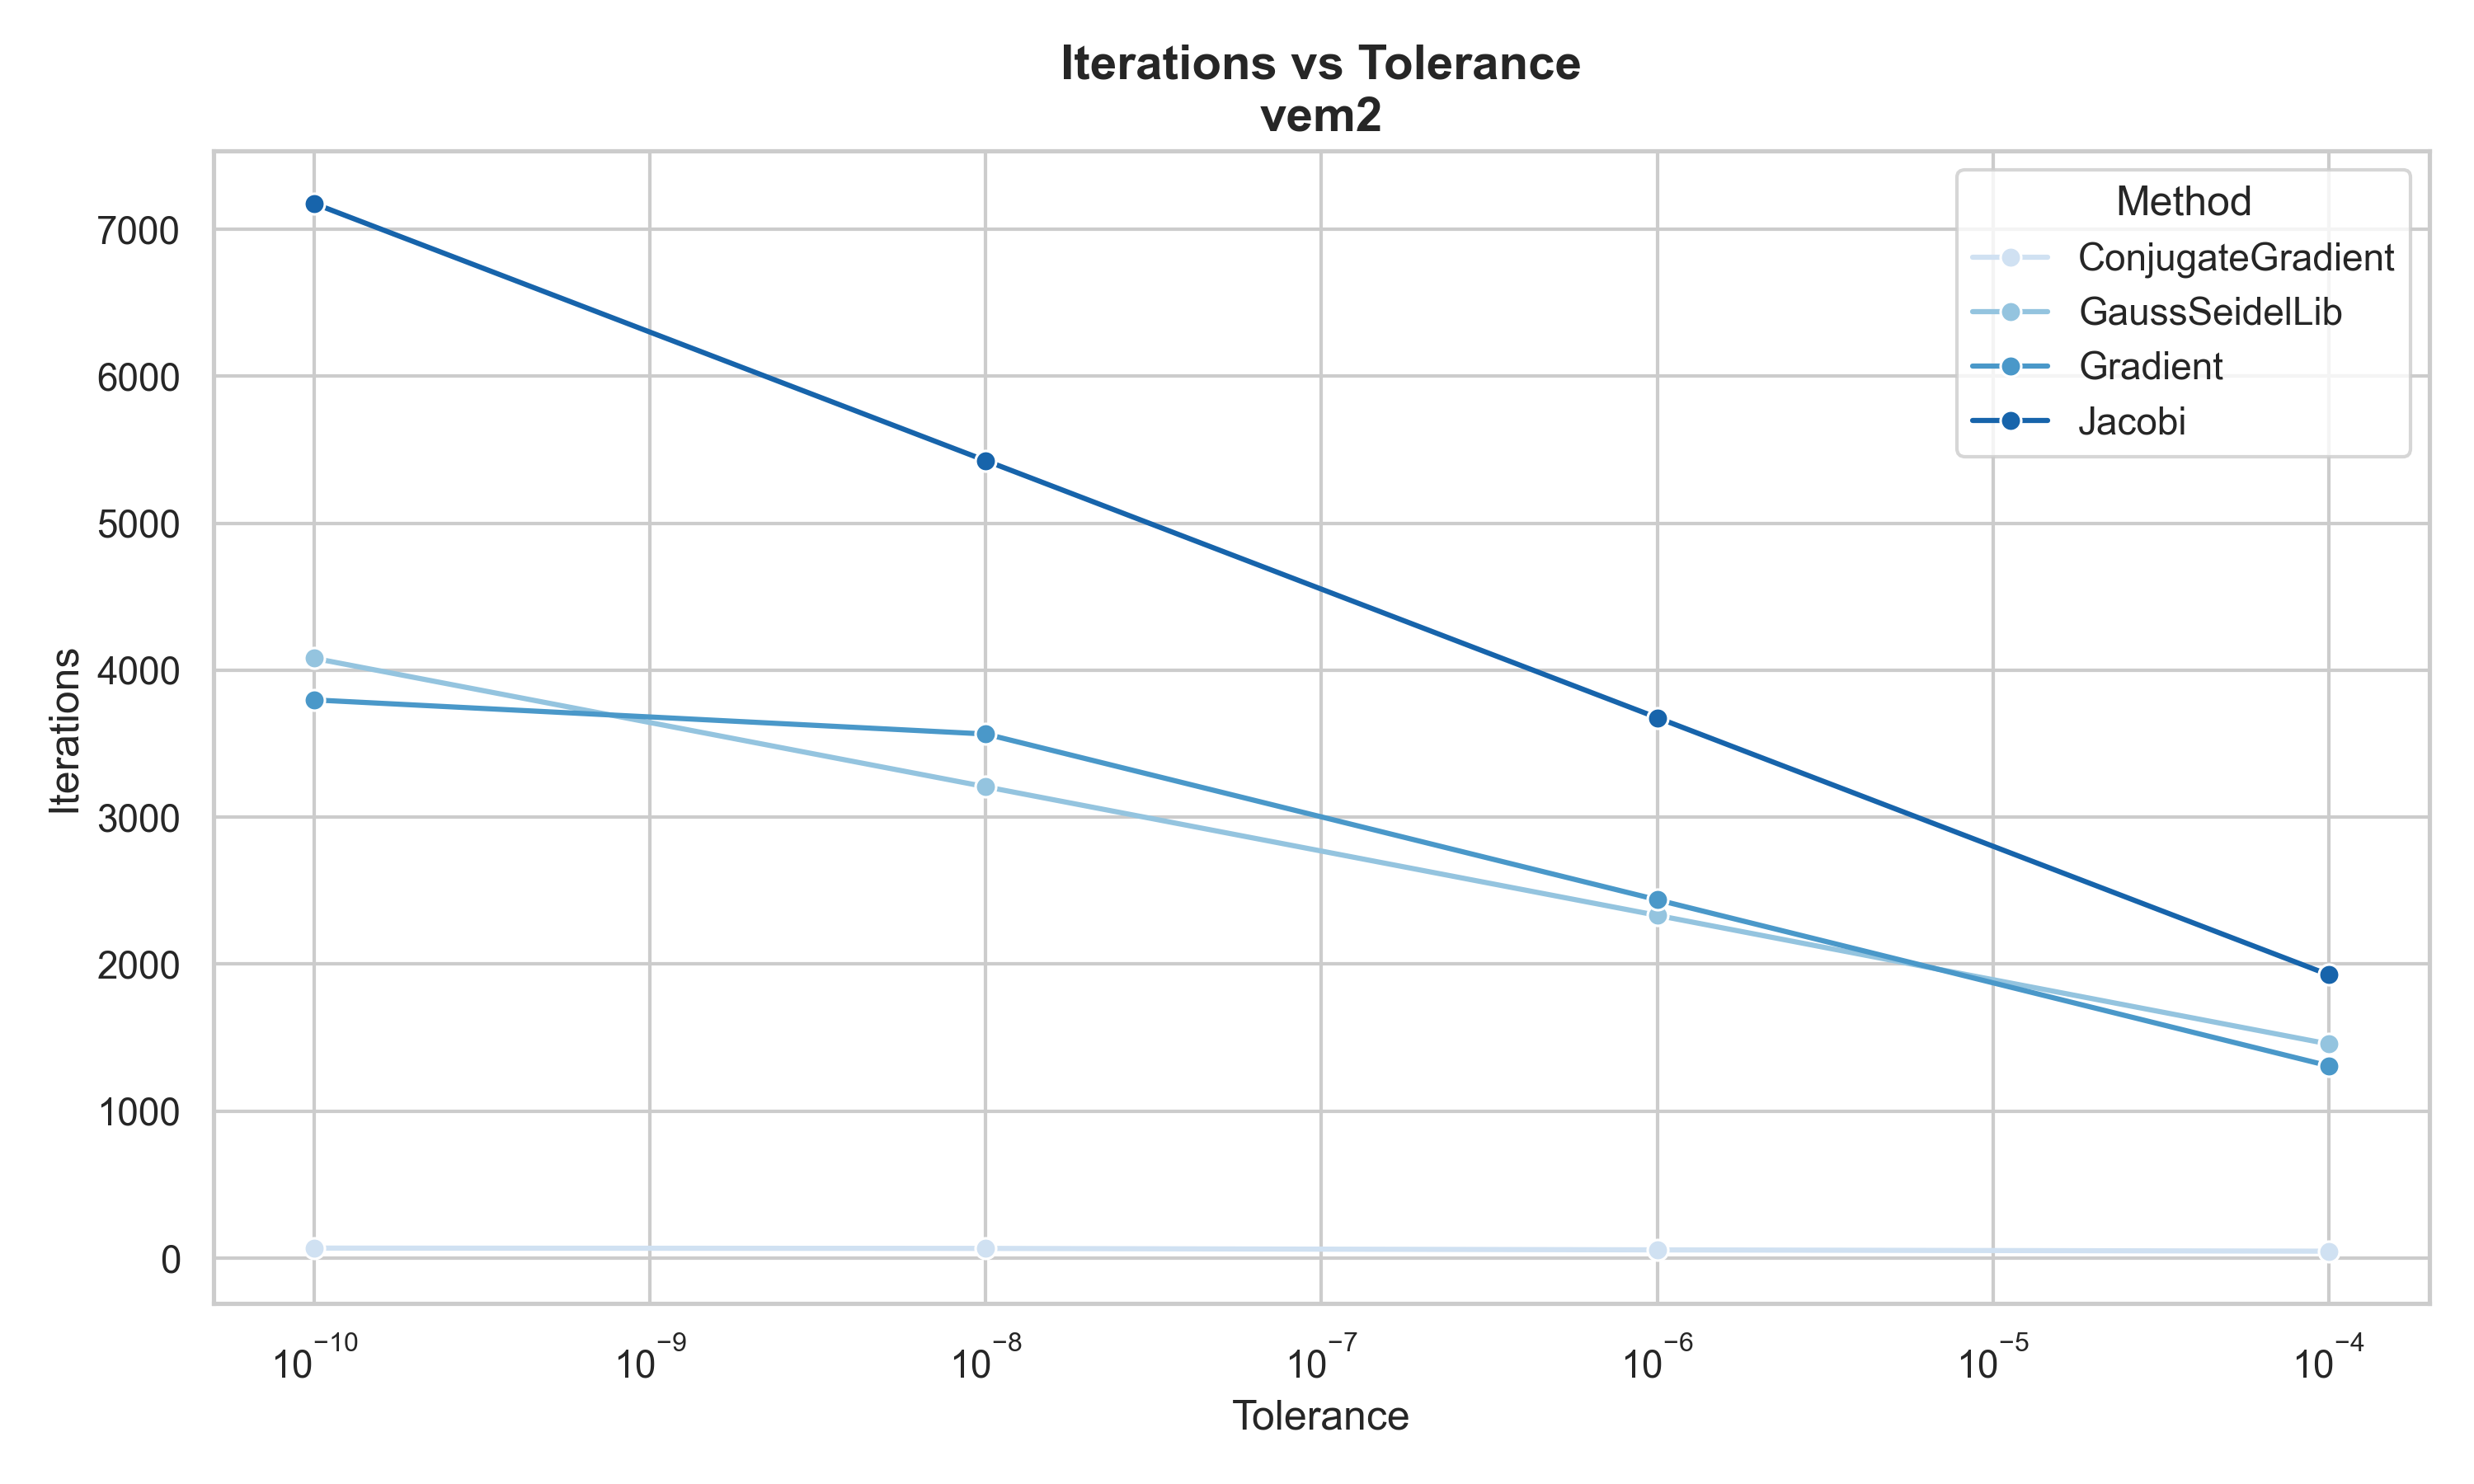 Iterations vs Tolerance
vem2
Method
ConjugateGradient
GaussSeidelLib
Gradient
Jacobi
Iterations
7000
6000
5000
4000
3000
2000
1000
0
10⁻¹⁰ 10⁻⁹ 10⁻⁸ 10⁻⁷ 10⁻⁶ 10⁻⁵ 10⁻⁴
Tolerance